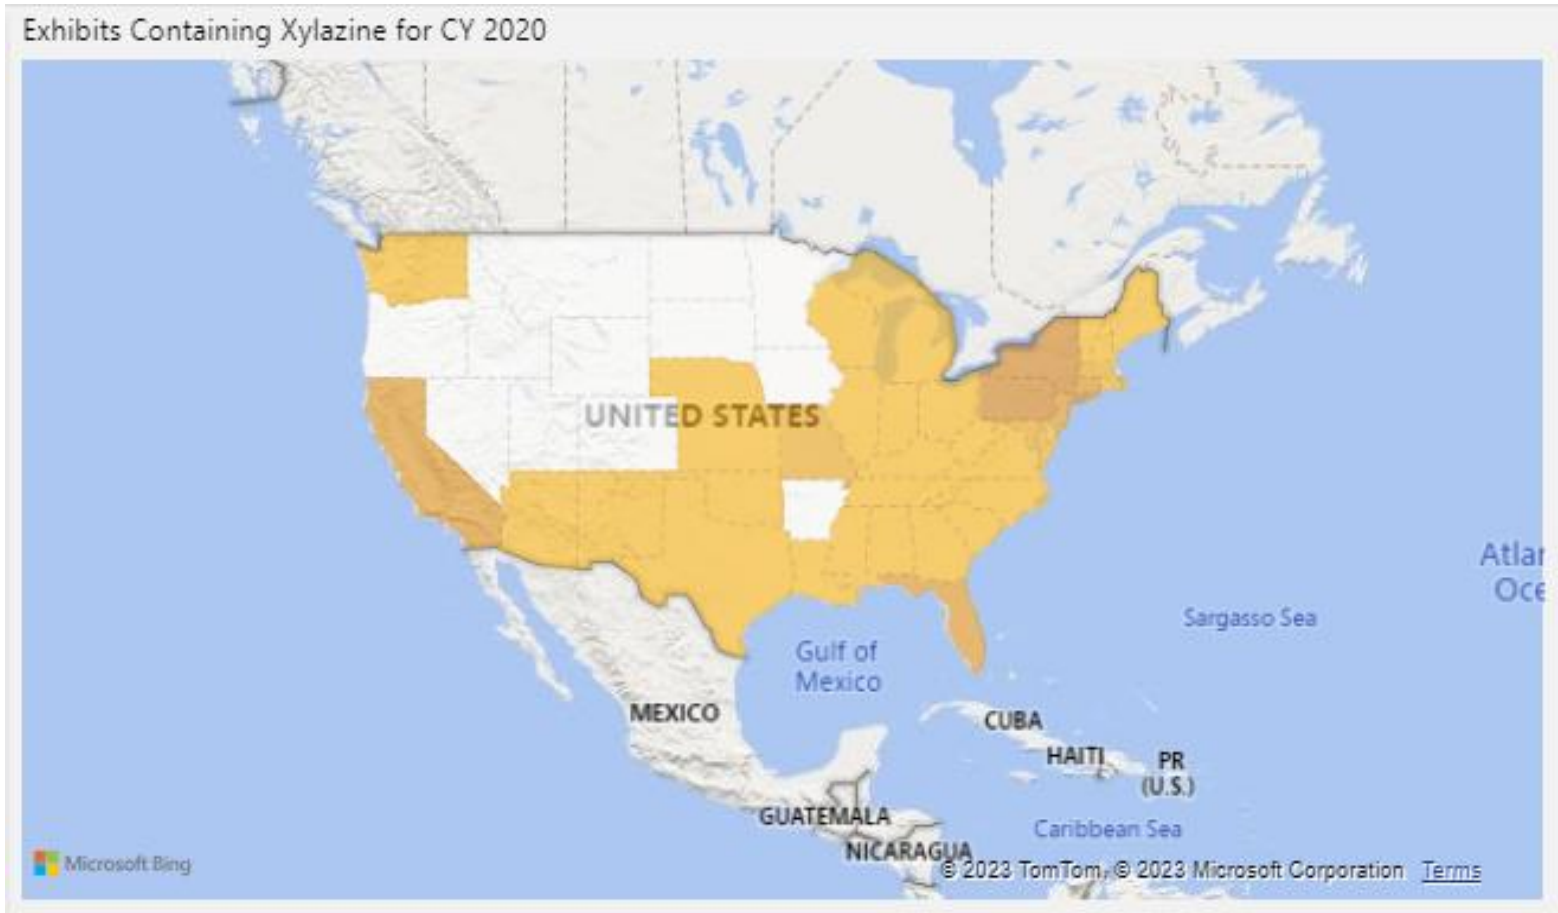 Exhibits Containing Xylazine for CY 2020
UNITED STATES
Atlan
Oce
Sargasso Sea
Gulf of
Mexico
MEXICO
CUBA
HAITI
PR
(U.S.)
GUATEMALA
Caribbean Sea
NICARAGUA
Microsoft Bing
© 2023 TomTom, © 2023 Microsoft Corporation Terms